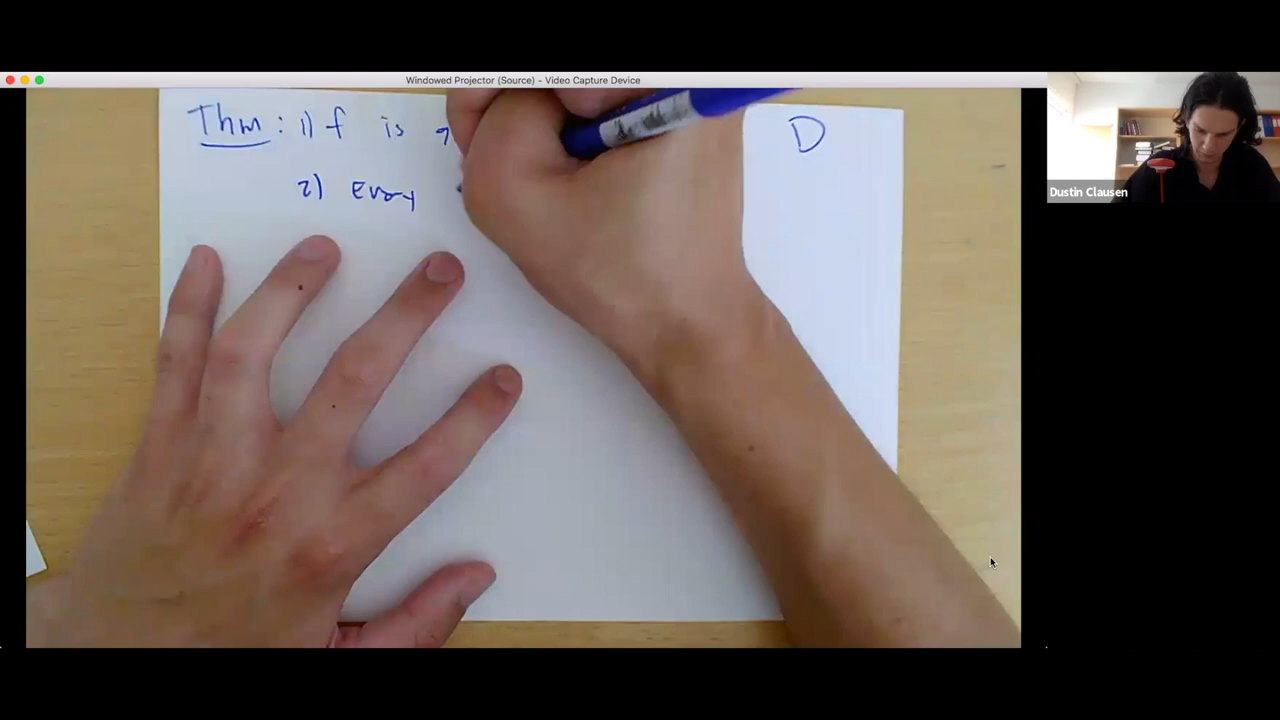 Windowed Projector (Source) - Video Capture Device
Thm : 1) f is
D
2) Every
Dustin Clausen